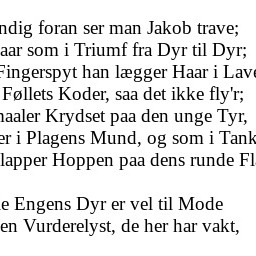 ndig foran ser man Jakob trave;
aar som i Triumf fra Dyr til Dyr;
Fingerspyt han lægger Haar i Lave
Føllets Koder, saa det ikke fly'r;
naaler Krydset paa den unge Tyr,
er i Plagens Mund, og som i Tank
lapper Hoppen paa dens runde Fl
e Engens Dyr er vel til Mode
en Vurderelyst, de her har vakt,